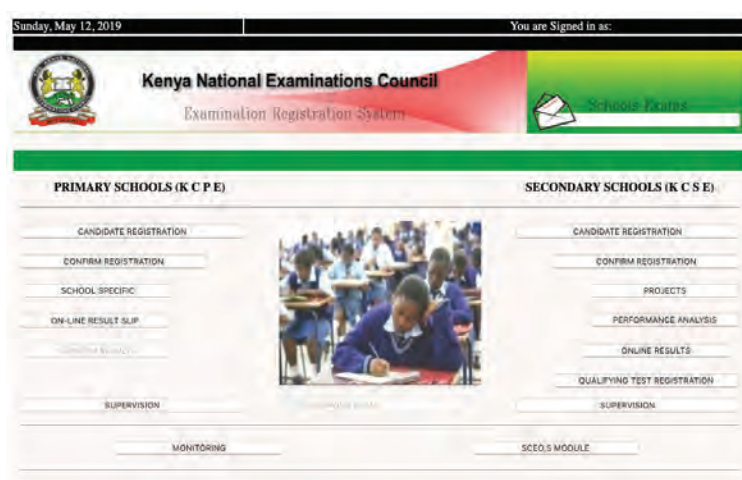 Sunday, May 12, 2019
You are Signed in as:
Kenya National Examinations Council
Examination Registration System
Schools Exams
PRIMARY SCHOOLS (K C P E)
CANDIDATE REGISTRATION
CONFIRM REGISTRATION
SCHOOL SPECIFIC
ON-LINE RESULT SLIP
SUPERVISION
MONITORING
SECONDARY SCHOOLS (K C S E)
CANDIDATE REGISTRATION
CONFIRM REGISTRATION
PROJECTS
PERFORMANCE ANALYSIS
ONLINE RESULTS
QUALIFYING TEST REGISTRATION
SUPERVISION
SCEO,S MODULE